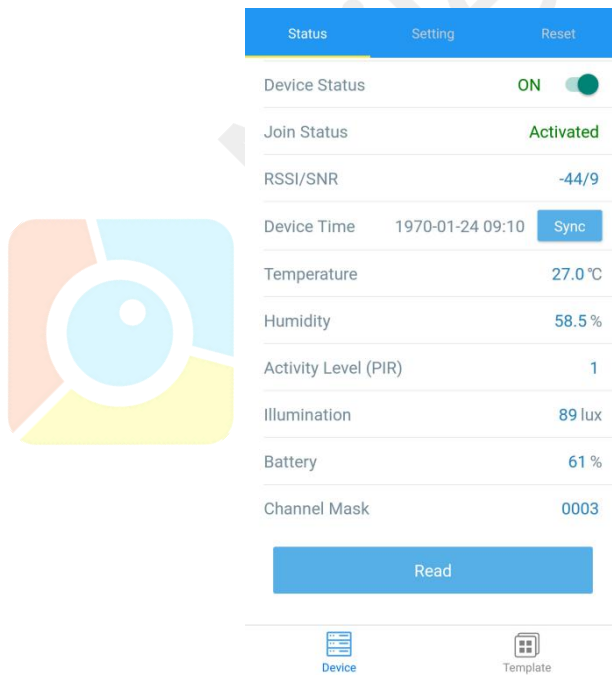 Status Setting Reset
Device Status ON
Join Status Activated
RSSI/SNR -44/9
Device Time 1970-01-24 09:10 Sync
Temperature 27.0 ℃
Humidity 58.5 %
Activity Level (PIR) 1
Illumination 89 lux
Battery 61 %
Channel Mask 0003
Read
Device Template